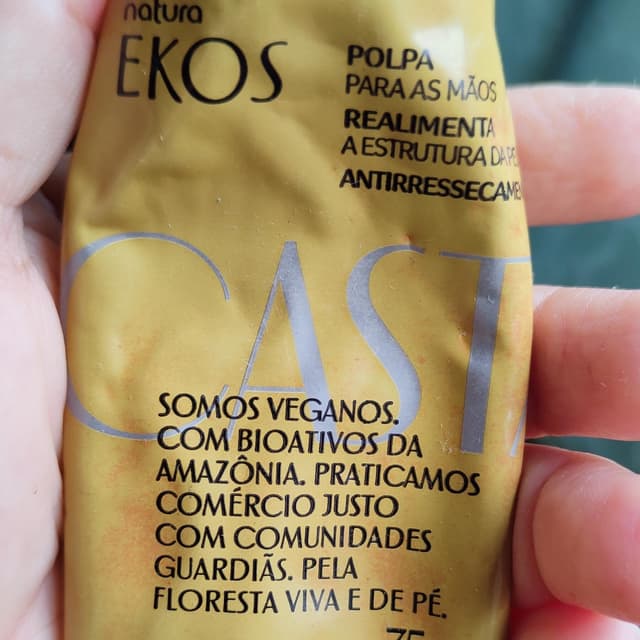 natura
EKOS
POLPA
PARA AS MÃOS
REALIMENTA
A ESTRUTURA DA
CAST
SOMOS VEGANOS.
COM BIOATIVOS DA
AMAZÔNIA. PRATICAMOS
COMÉRCIO JUSTO
COM COMUNIDADES
GUARDIÃS. PELA
FLORESTA VIVA E DE PÉ.
75